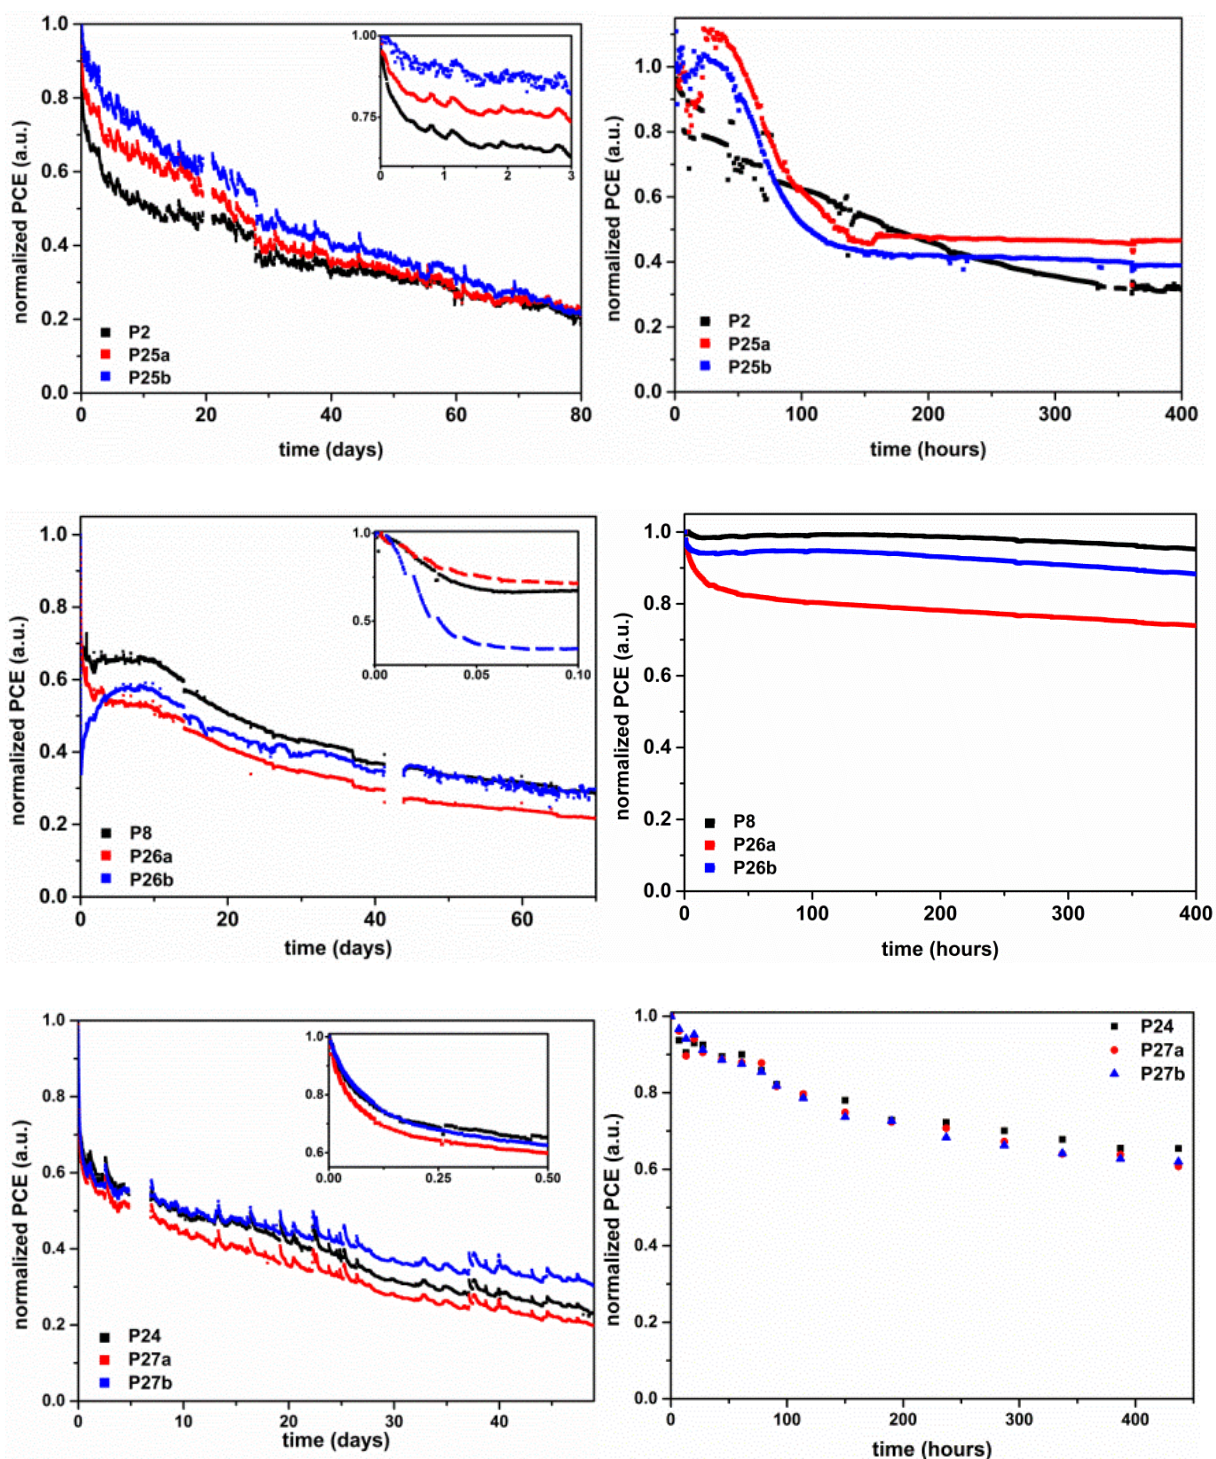 normalized PCE (a.u.)
1.0
0.8
0.6
0.4
0.2
0.0
1.00
0.75
0 1 2 3
P2
P25a
P25b
0 20 40 60 80
time (days)
normalized PCE (a.u.)
1.0
0.8
0.6
0.4
0.2
0.0
P2
P25a
P25b
0 100 200 300 400
time (hours)
normalized PCE (a.u.)
1.0
0.8
0.6
0.4
0.2
0.0
1.0
0.5
0.00 0.05 0.10
P8
P26a
P26b
0 20 40 60
time (days)
normalized PCE (a.u.)
1.0
0.8
0.6
0.4
0.2
0.0
P8
P26a
P26b
0 100 200 300 400
time (hours)
normalized PCE (a.u.)
1.0
0.8
0.6
0.4
0.2
0.0
1.0
0.8
0.6
0.00 0.25 0.50
P24
P27a
P27b
10 20 30 40
time (days)
normalized PCE (a.u.)
1.0
0.8
0.6
0.4
0.2
0.0
P24
P27a
P27b
0 100 200 300 400
time (hours)